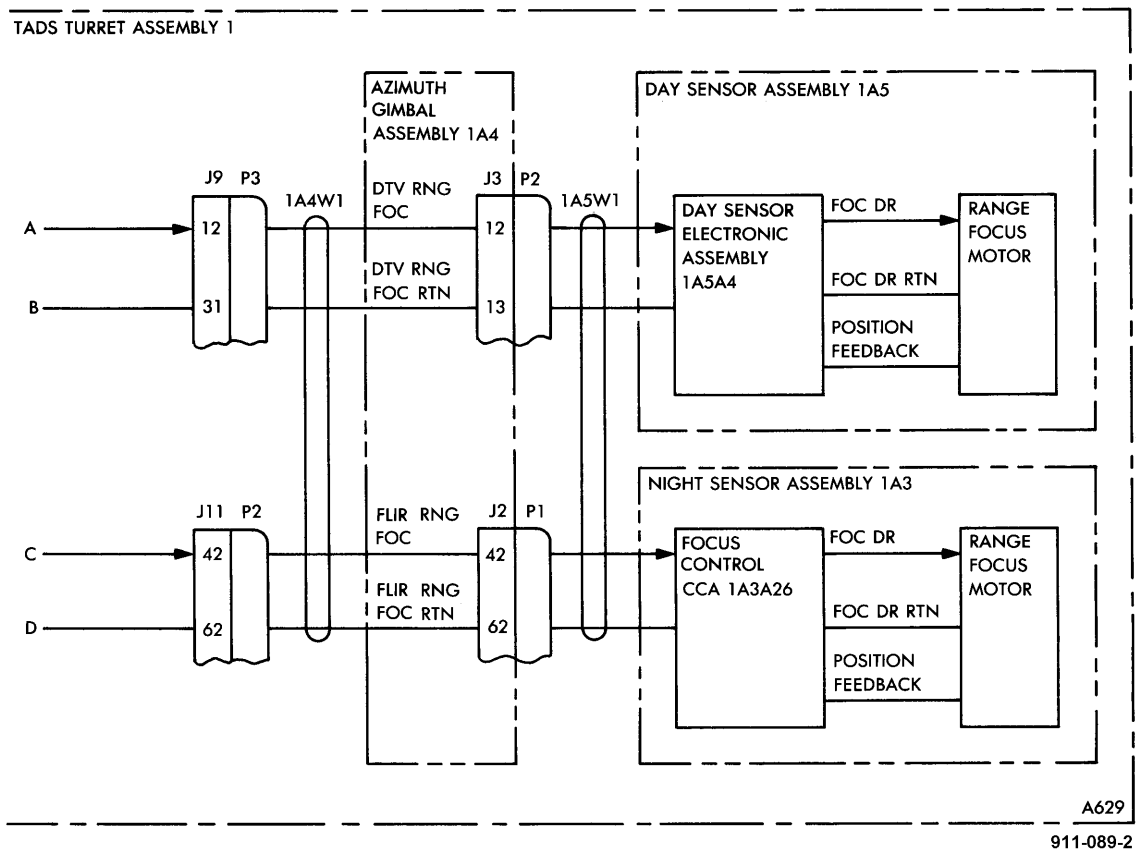 TADS TURRET ASSEMBLY 1
AZIMUTH
GIMBAL
ASSEMBLY 1A4
DAY SENSOR ASSEMBLY 1A5
J9 P3
1A4W1
DTV RNG
FOC
J3 P2
1A5W1
A
12
12
DTV RNG
FOC RTN
B
31
13
DAY SENSOR
ELECTRONIC
ASSEMBLY
1A5A4
FOC DR
FOC DR RTN
POSITION
FEEDBACK
RANGE
FOCUS
MOTOR
NIGHT SENSOR ASSEMBLY 1A3
J11 P2
FLIR RNG
FOC
J2 P1
C
42
42
FLIR RNG
FOC RTN
D
62
62
FOCUS
CONTROL
CCA 1A3A26
FOC DR
FOC DR RTN
POSITION
FEEDBACK
RANGE
FOCUS
MOTOR
A629
911-089-2